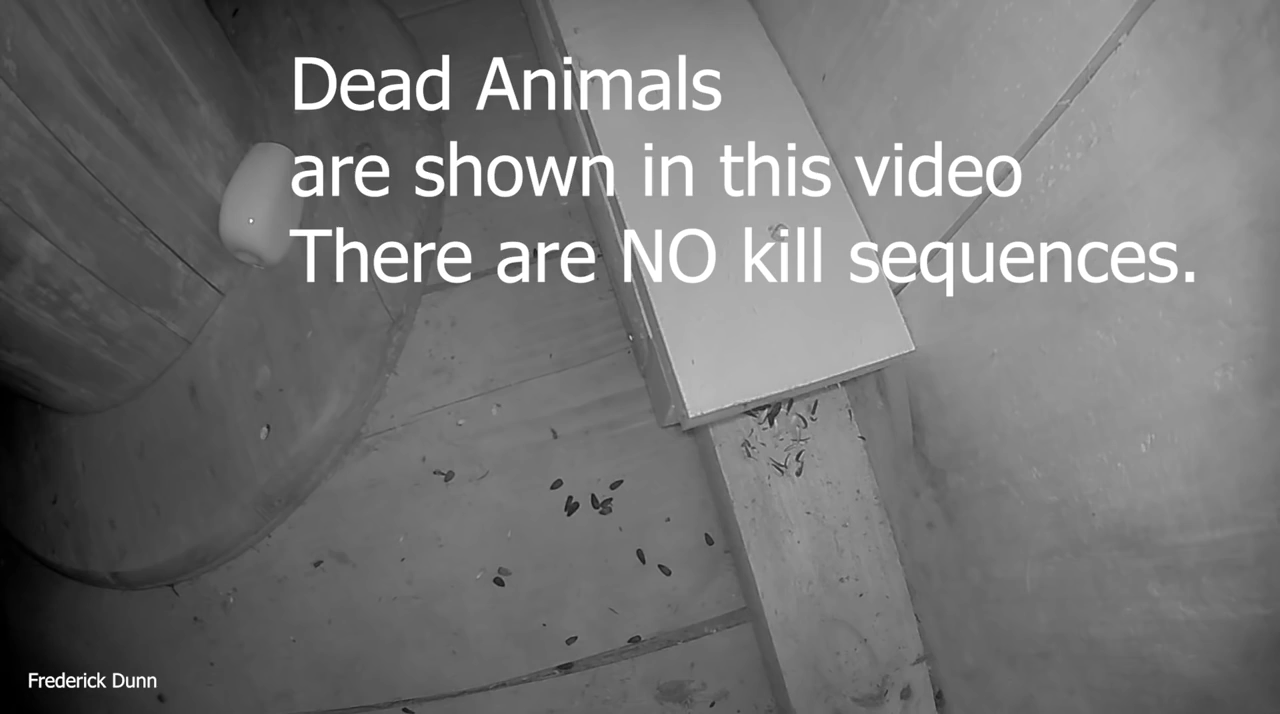 Dead Animals
are shown in this video
There are NO kill sequences.
Frederick Dunn